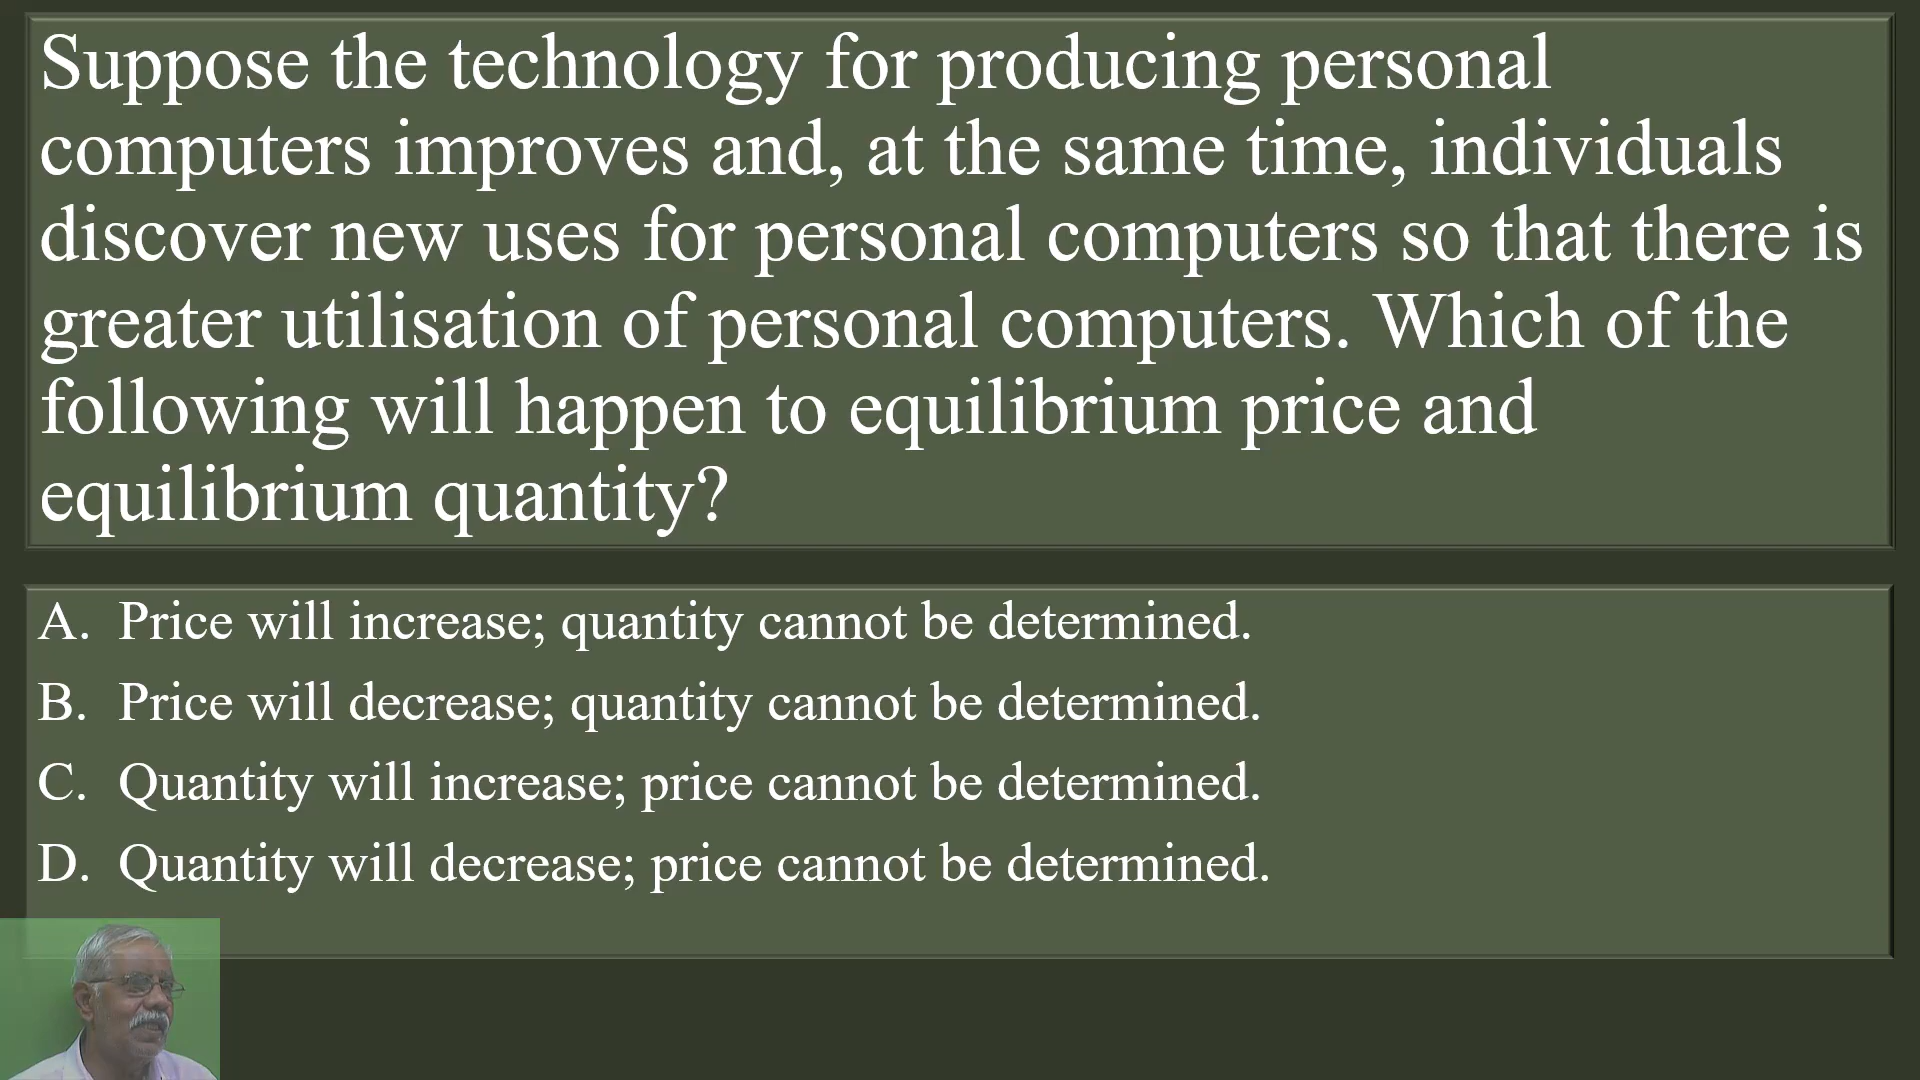 Suppose the technology for producing personal
computers improves and, at the same time, individuals
discover new uses for personal computers so that there is
greater utilisation of personal computers. Which of the
following will happen to equilibrium price and
equilibrium quantity?
A. Price will increase; quantity cannot be determined.
B. Price will decrease; quantity cannot be determined.
C. Quantity will increase; price cannot be determined.
D. Quantity will decrease; price cannot be determined.